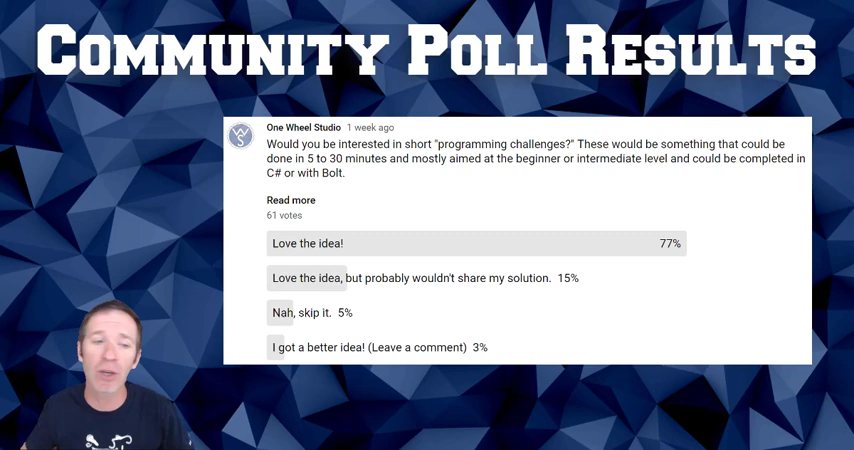 Community Poll Results
One Wheel Studio 1 week ago
Would you be interested in short "programming challenges?" These would be something that could be
done in 5 to 30 minutes and mostly aimed at the beginner or intermediate level and could be completed in
C# or with Bolt.
Read more
61 votes
Love the idea! 77%
Love the idea, but probably wouldn't share my solution. 15%
Nah, skip it. 5%
I got a better idea! (Leave a comment) 3%